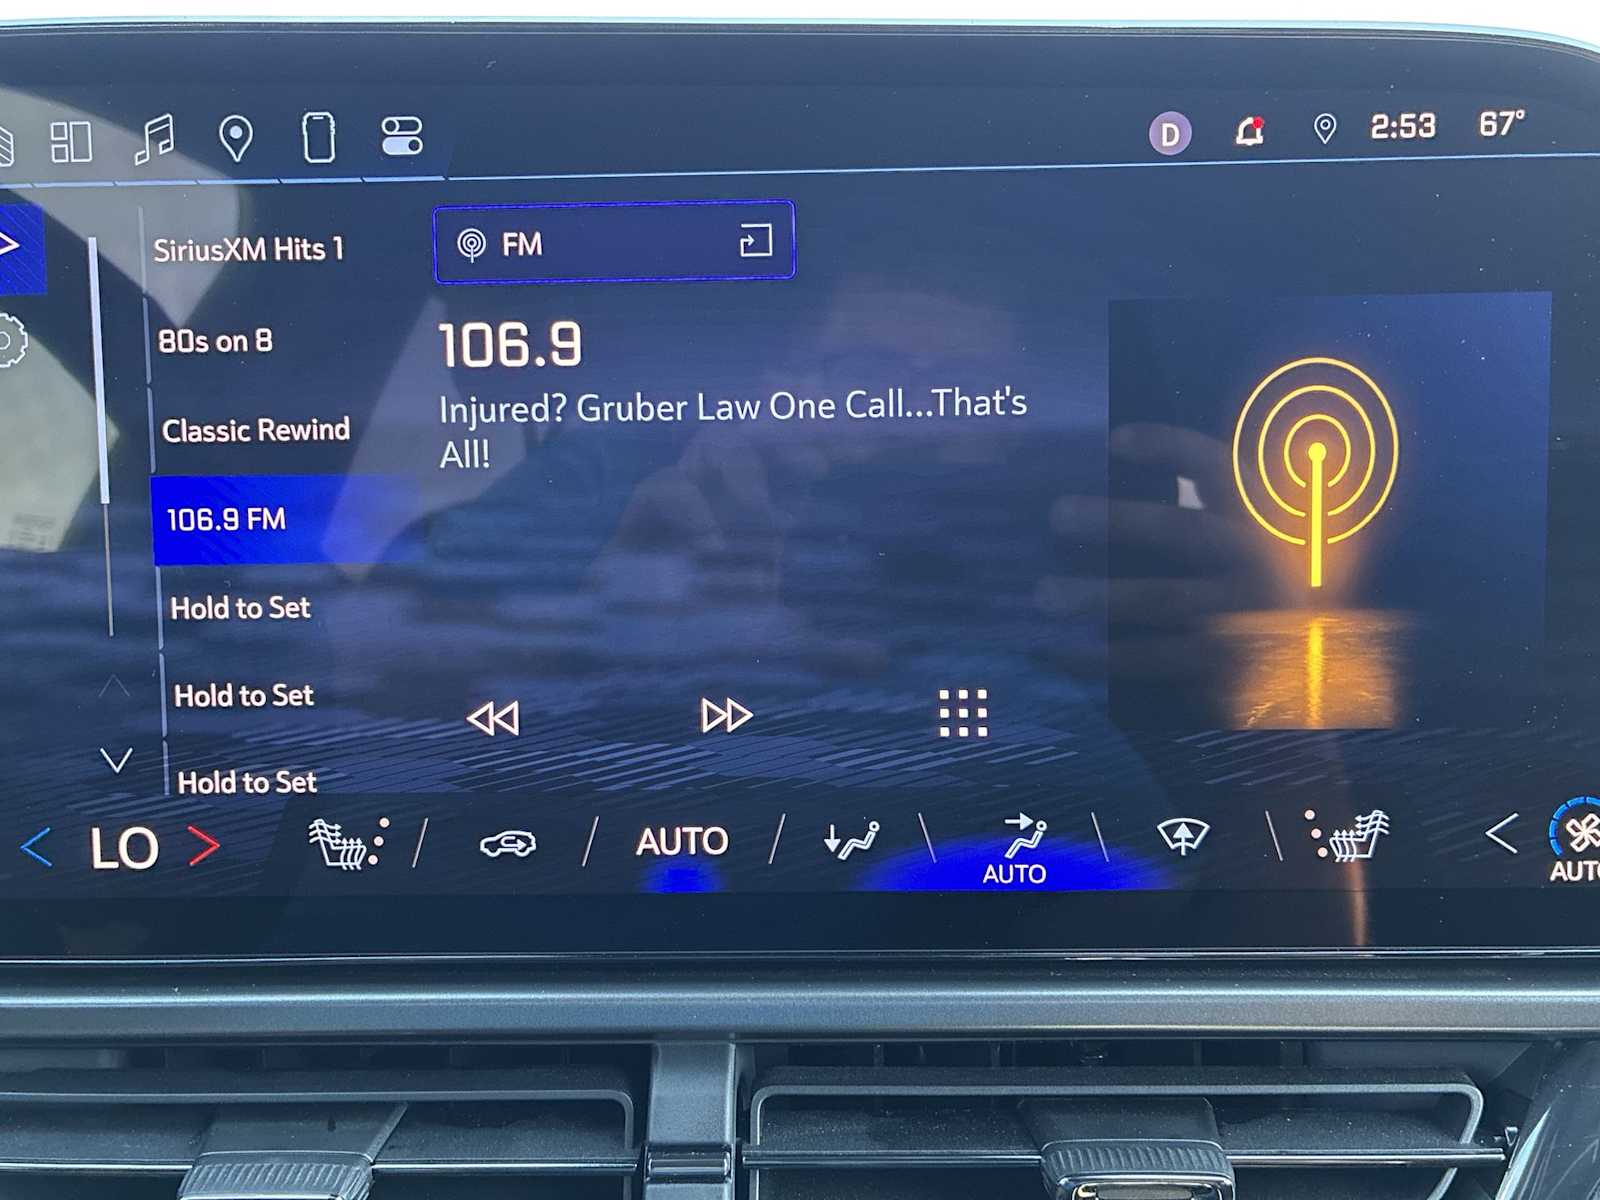 D 2:53 67°
SiriusXM Hits 1
80s on 8
Classic Rewind
106.9 FM
Hold to Set
Hold to Set
Hold to Set
FM
106.9
Injured? Gruber Law One Call...That's
All!
LO
AUTO
AUTO
AUTO